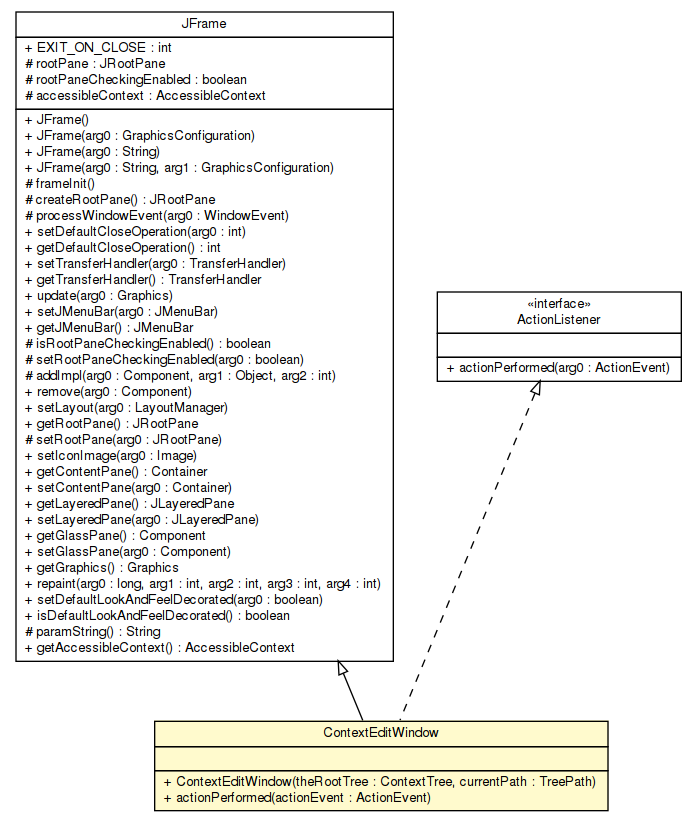 JFrame
+ EXIT_ON_CLOSE : int
# rootPane : JRootPane
# rootPaneCheckingEnabled : boolean
# accessibleContext : AccessibleContext
+ JFrame()
+ JFrame(arg0 : GraphicsConfiguration)
+ JFrame(arg0 : String)
+ JFrame(arg0 : String, arg1 : GraphicsConfiguration)
# frameInit()
# createRootPane() : JRootPane
# processWindowEvent(arg0 : WindowEvent)
+ setDefaultCloseOperation(arg0 : int)
+ getDefaultCloseOperation() : int
+ setTransferHandler(arg0 : TransferHandler)
+ getTransferHandler() : TransferHandler
+ update(arg0 : Graphics)
+ setJMenuBar(arg0 : JMenuBar)
+ getJMenuBar() : JMenuBar
# isRootPaneCheckingEnabled() : boolean
# setRootPaneCheckingEnabled(arg0 : boolean)
# addImpl(arg0 : Component, arg1 : Object, arg2 : int)
+ remove(arg0 : Component)
+ setLayout(arg0 : LayoutManager)
+ getRootPane() : JRootPane
# setRootPane(arg0 : JRootPane)
+ setIconImage(arg0 : Image)
+ getContentPane() : Container
+ setContentPane(arg0 : Container)
+ getLayeredPane() : JLayeredPane
+ setLayeredPane(arg0 : JLayeredPane)
+ getGlassPane() : Component
+ setGlassPane(arg0 : Component)
+ getGraphics() : Graphics
+ repaint(arg0 : long, arg1 : int, arg2 : int, arg3 : int, arg4 : int)
+ setDefaultLookAndFeelDecorated(arg0 : boolean)
+ isDefaultLookAndFeelDecorated() : boolean
# paramString() : String
+ getAccessibleContext() : AccessibleContext
«interface»
ActionListener
+ actionPerformed(arg0 : ActionEvent)
ContextEditWindow
+ ContextEditWindow(theRootTree : ContextTree, currentPath : TreePath)
+ actionPerformed(actionEvent : ActionEvent)